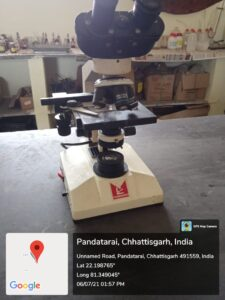 GPS Map Camera
Pandatarai, Chhattisgarh, India
Unnamed Road, Pandatarai, Chhattisgarh 491559, India
Lat 22.198765°
Long 81.349045°
06/07/21 01:57 PM
Google